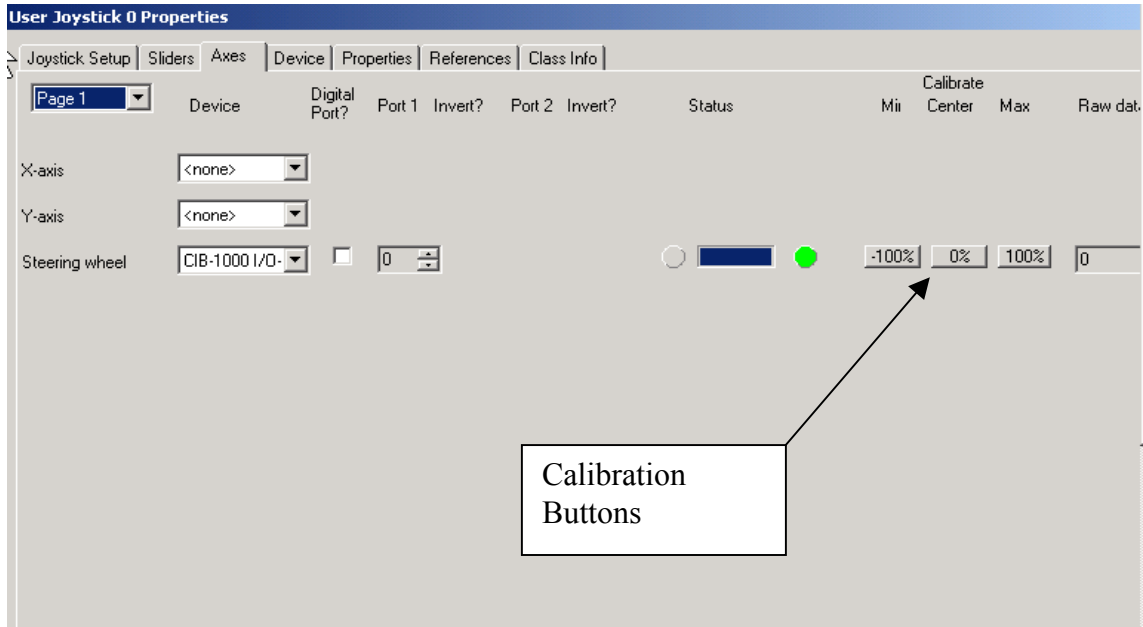 User Joystick 0 Properties
Joystick Setup Sliders Axes Device Properties References Class Info
Page 1 Device Digital Port? Port 1 Invert? Port 2 Invert? Status Calibrate
Mii Center Max Raw dat
X-axis <none>
Y-axis <none>
Steering wheel CIB-1000 I/O- 0 -100% 0% 100% 0
Calibration
Buttons